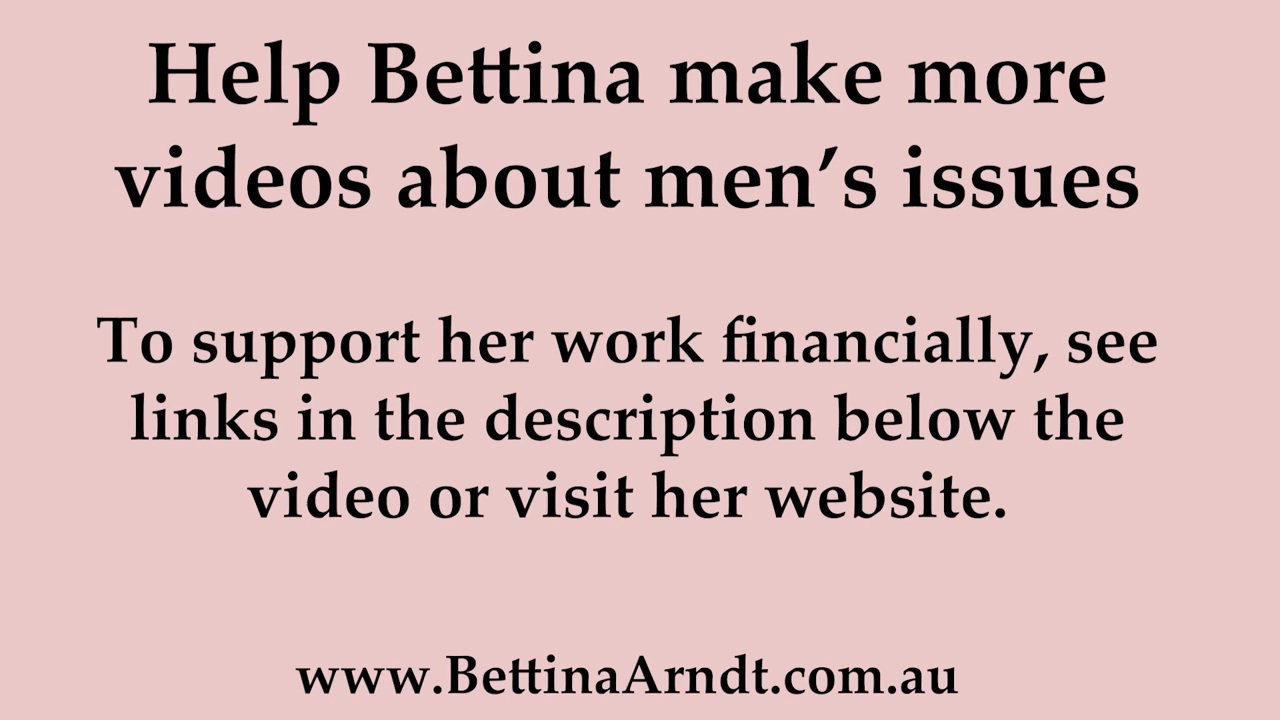 Help Bettina make more
videos about men’s issues
To support her work financially, see
links in the description below the
video or visit her website.
www.BettinaArndt.com.au